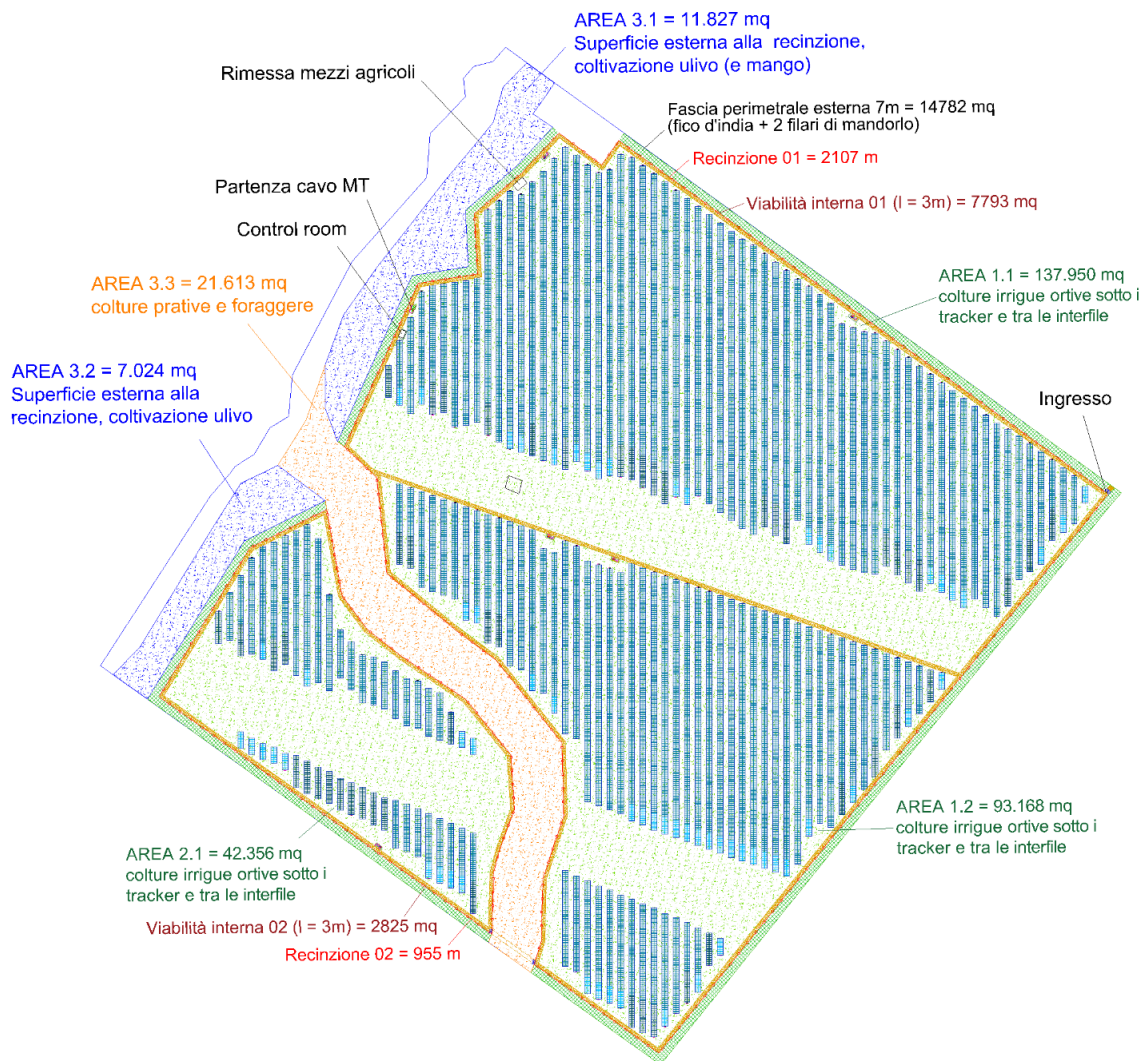 AREA 3.1 = 11.827 mq
Superficie esterna alla recinzione,
coltivazione ulivo (e mango)
Rimessa mezzi agricoli
Fascia perimetrale esterna 7m = 14782 mq
(fico d'india + 2 filari di mandorlo)
Recinzione 01 = 2107 m
Partenza cavo MT
Viabilità interna 01 (l = 3m) = 7793 mq
Control room
AREA 1.1 = 137.950 mq
colture irrigue ortive sotto i
tracker e tra le interfile
AREA 3.3 = 21.613 mq
colture prative e foraggere
AREA 3.2 = 7.024 mq
Superficie esterna alla
recinzione, coltivazione ulivo
Ingresso
AREA 1.2 = 93.168 mq
colture irrigue ortive sotto i
tracker e tra le interfile
AREA 2.1 = 42.356 mq
colture irrigue ortive sotto i
tracker e tra le interfile
Viabilità interna 02 (l = 3m) = 2825 mq
Recinzione 02 = 955 m